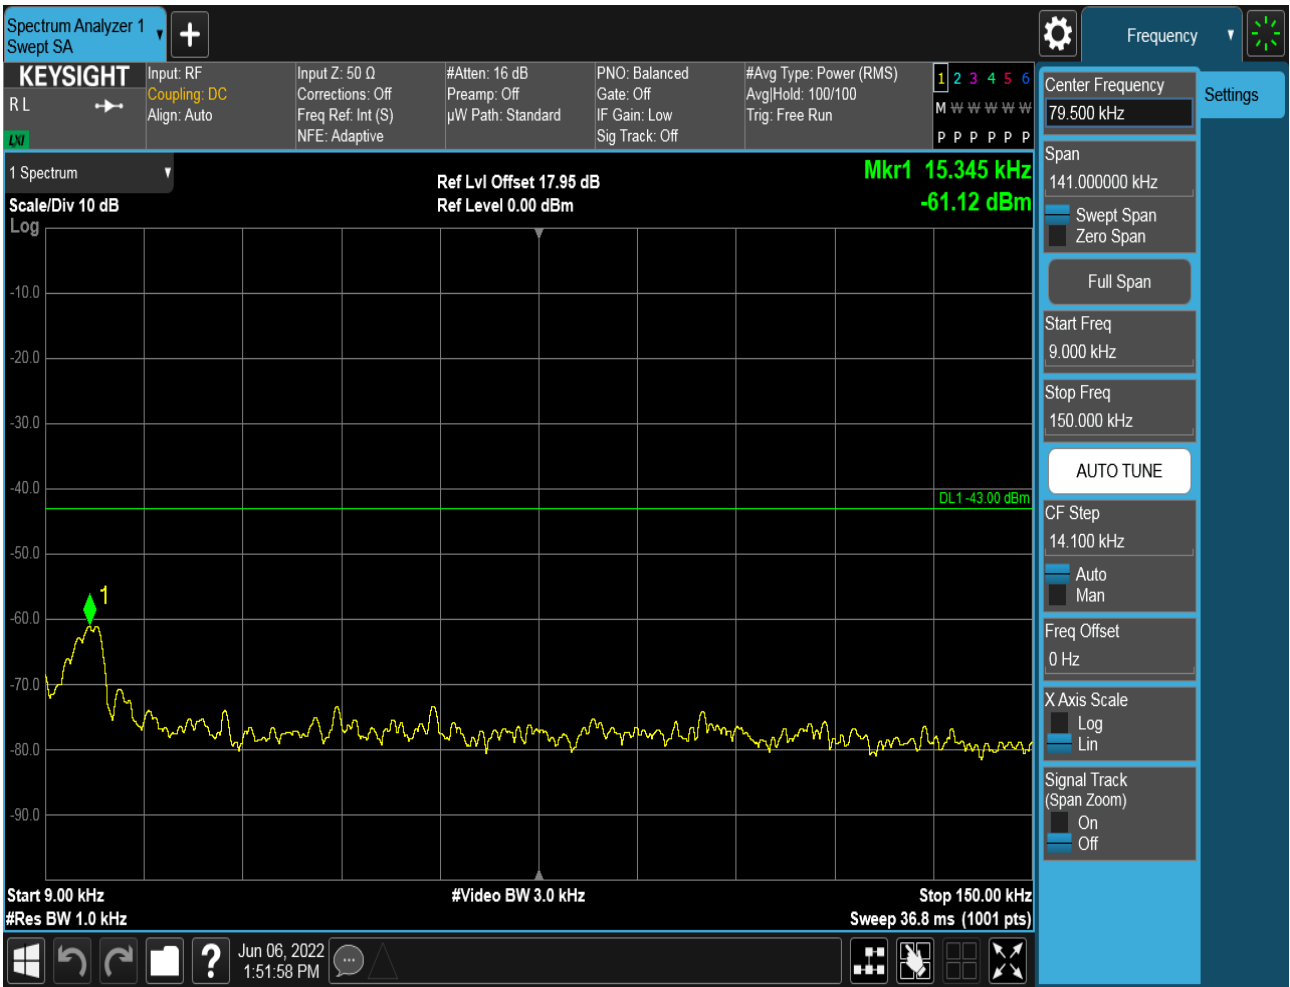 Spectrum Analyzer 1
Swept SA
Frequency
KEYSIGHT
R L
LXI
Input: RF
Coupling: DC
Align: Auto
Input Z: 50 Ω
Corrections: Off
Freq Ref: Int (S)
NFE: Adaptive
#Atten: 16 dB
Preamp: Off
µW Path: Standard
PNO: Balanced
Gate: Off
IF Gain: Low
Sig Track: Off
#Avg Type: Power (RMS)
Avg|Hold: 100/100
Trig: Free Run
1 2 3 4 5 6
M W W W W W
P P P P P P
1 Spectrum
Scale/Div 10 dB
Log
Ref Lvl Offset 17.95 dB
Ref Level 0.00 dBm
Mkr1 15.345 kHz
-61.12 dBm
-10.0
-20.0
-30.0
-40.0
DL1 -43.00 dBm
-50.0
1
-60.0
-70.0
-80.0
-90.0
Start 9.00 kHz
#Video BW 3.0 kHz
Stop 150.00 kHz
#Res BW 1.0 kHz
Sweep 36.8 ms (1001 pts)
?
Jun 06, 2022
1:51:58 PM
Center Frequency
79.500 kHz
Settings
Span
141.000000 kHz
Swept Span
Zero Span
Full Span
Start Freq
9.000 kHz
Stop Freq
150.000 kHz
AUTO TUNE
CF Step
14.100 kHz
Auto
Man
Freq Offset
0 Hz
X Axis Scale
Log
Lin
Signal Track
(Span Zoom)
On
Off